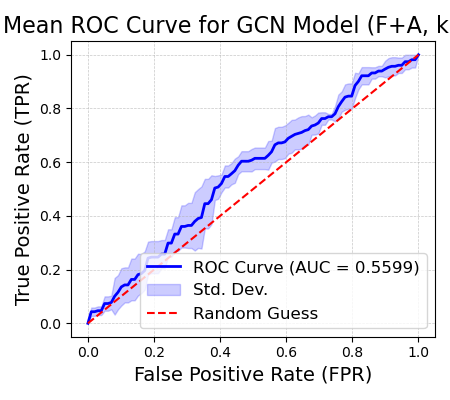 Mean ROC Curve for GCN Model (F+A, k
True Positive Rate (TPR)
1.0
0.8
0.6
0.4
0.2
0.0
ROC Curve (AUC = 0.5599)
Std. Dev.
Random Guess
0.0 0.2 0.4 0.6 0.8 1.0
False Positive Rate (FPR)